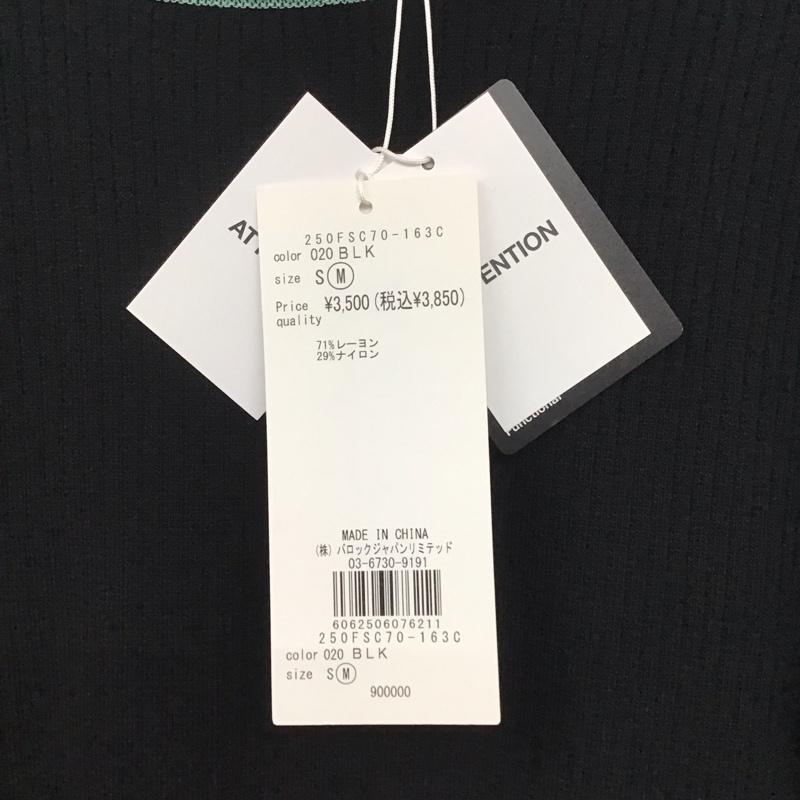 250FSC70-163C
color 020 BLK
size S M
Price ¥3,500(税込¥3,850)
quality
71%レーヨン
29%ナイロン
MADE IN CHINA
(株)バロックジャパンリミテッド
03-6730-9191
6062506076211
250FSC70-163C
color 020 BLK
size S M
900000
AT
ENTION
Functional